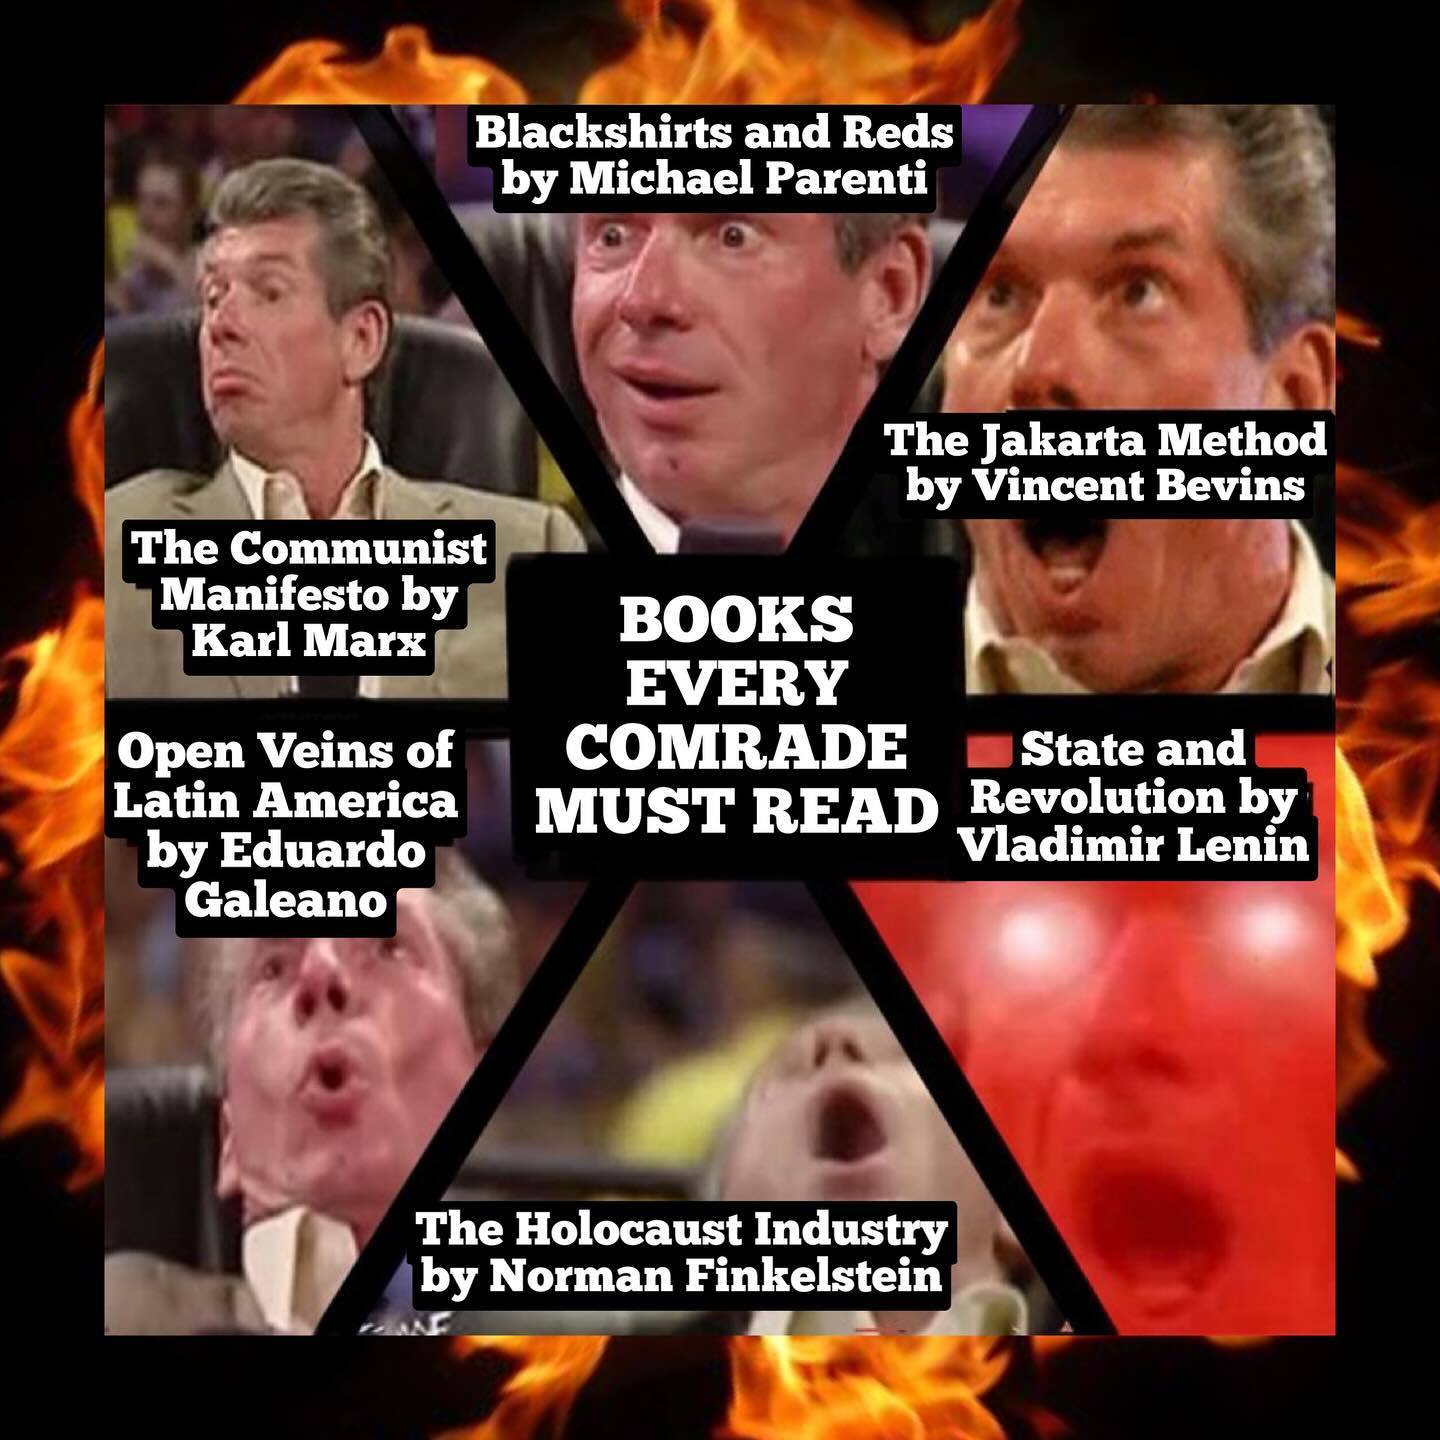 Blackshirts and Reds
by Michael Parenti
The Jakarta Method
by Vincent Bevins
The Communist
Manifesto by
Karl Marx
BOOKS
EVERY
COMRADE
MUST READ
Open Veins of
Latin America
by Eduardo
Galeano
State and
Revolution by
Vladimir Lenin
The Holocaust Industry
by Norman Finkelstein